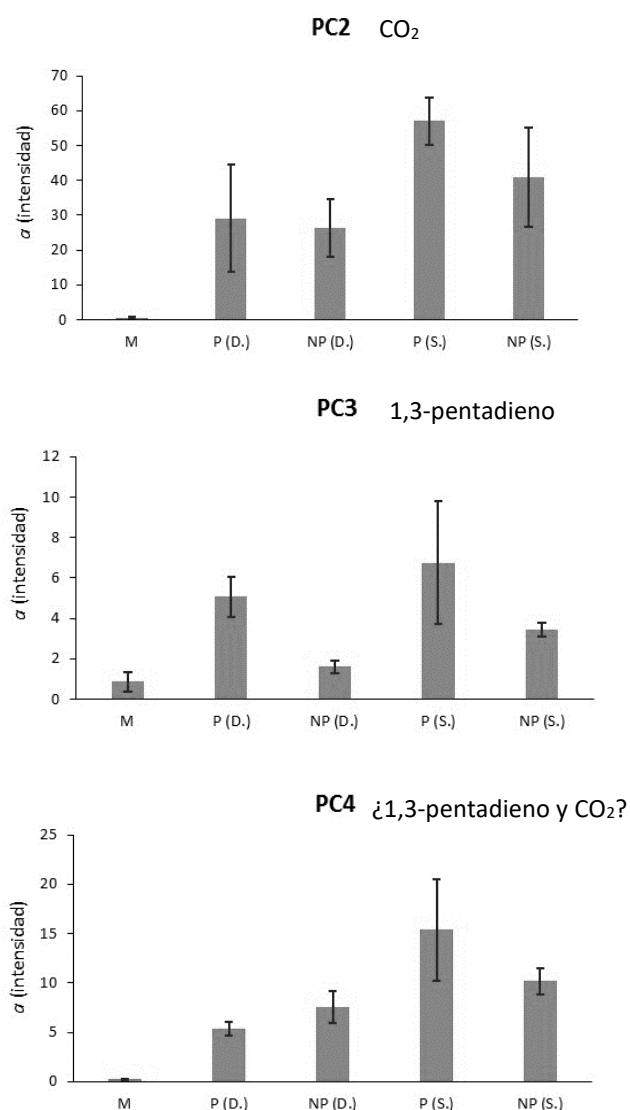 PC2 CO₂
70
60
50
40
30
20
10
0
α (intensidad)
M P (D.) NP (D.) P (S.) NP (S.)
PC3 1,3-pentadieno
12
10
8
6
4
2
0
α (intensidad)
M P (D.) NP (D.) P (S.) NP (S.)
PC4 ¿1,3-pentadieno y CO₂?
25
20
15
10
5
0
α (intensidad)
M P (D.) NP (D.) P (S.) NP (S.)